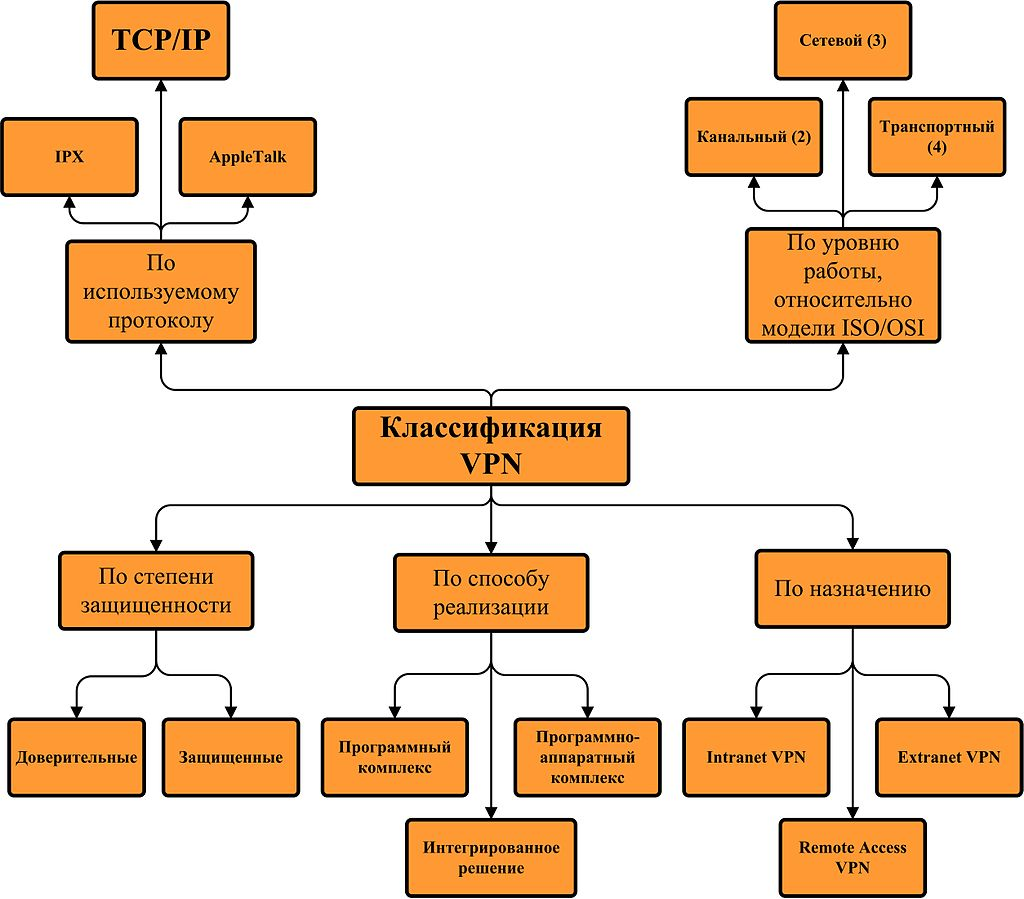 TCP/IP
IPX
AppleTalk
По
используемому
протоколу
Сетевой (3)
Канальный (2)
Транспортный
(4)
По уровню
работы,
относительно
модели ISO/OSI
Классификация
VPN
По степени
защищенности
Доверительные
Защищенные
По способу
реализации
Программный
комплекс
Программно-
аппаратный
комплекс
Интегрированное
решение
По назначению
Intranet VPN
Extranet VPN
Remote Access
VPN